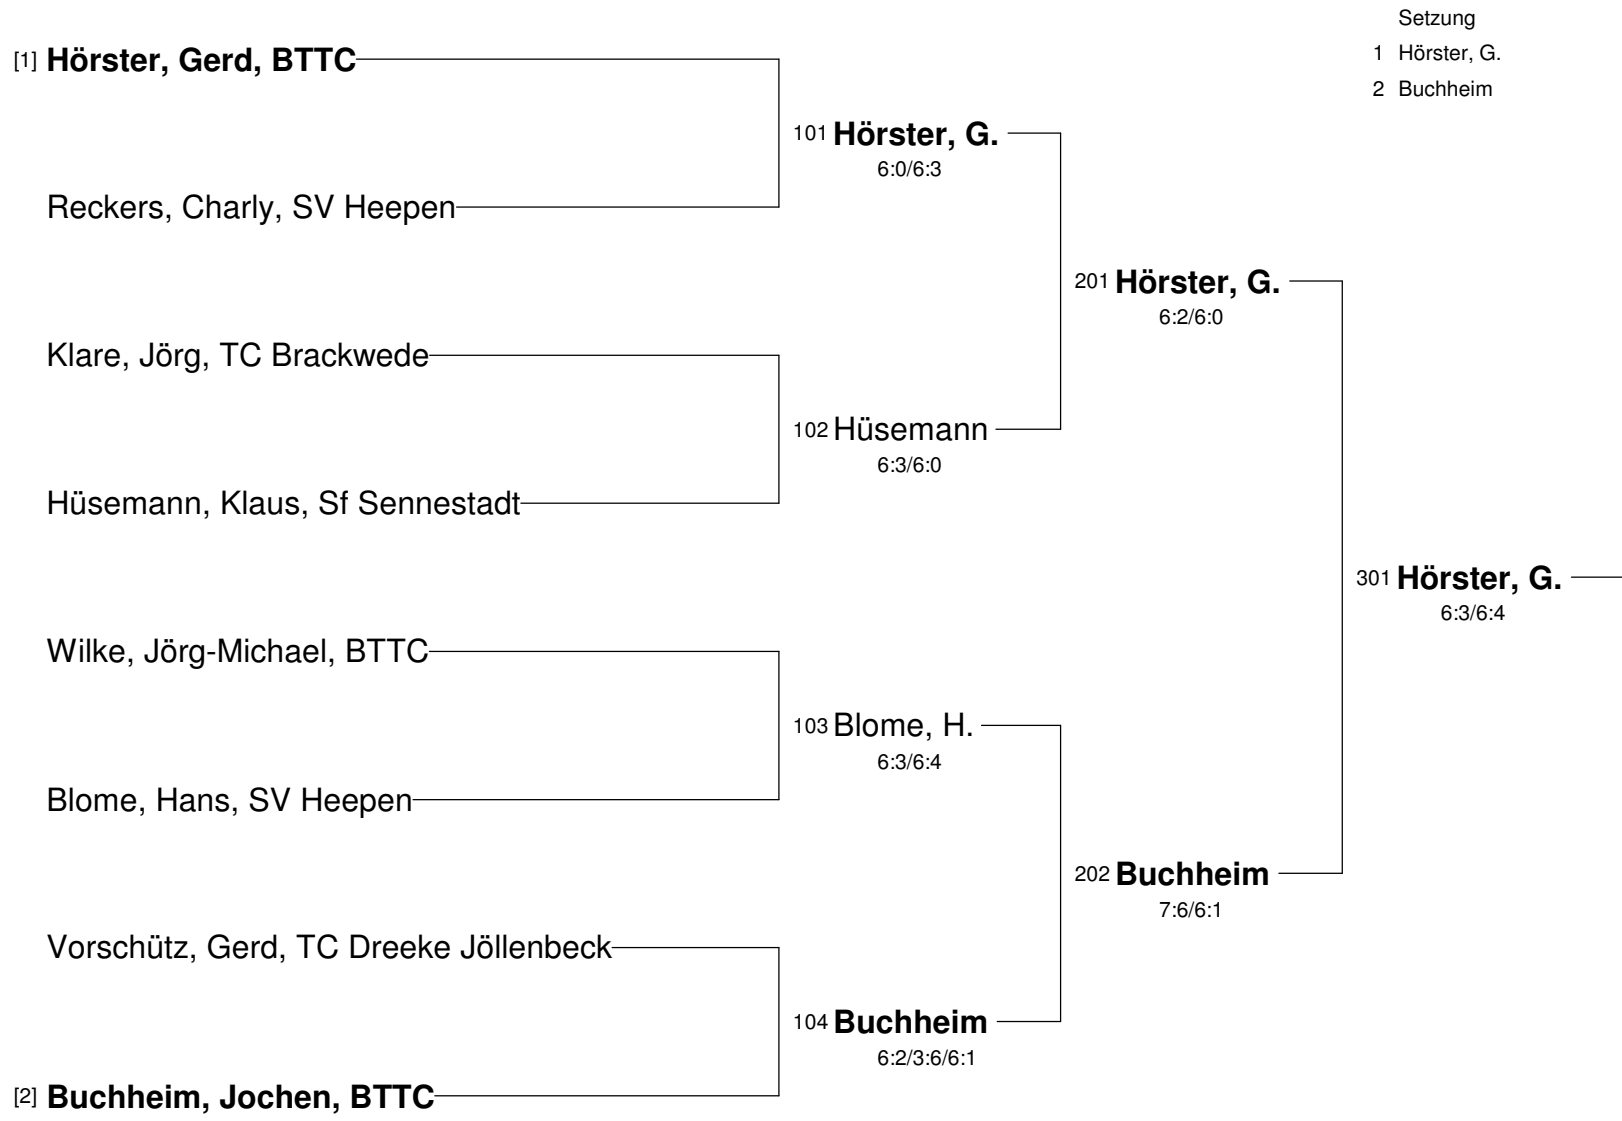 Setzung
1 Hörster, G.
2 Buchheim
[1] Hörster, Gerd, BTTC
101 Hörster, G.
6:0/6:3
Reckers, Charly, SV Heepen
201 Hörster, G.
6:2/6:0
Klare, Jörg, TC Brackwede
102 Hüsemann
6:3/6:0
Hüsemann, Klaus, Sf Sennestadt
301 Hörster, G.
6:3/6:4
Wilke, Jörg-Michael, BTTC
103 Blome, H.
6:3/6:4
Blome, Hans, SV Heepen
202 Buchheim
7:6/6:1
Vorschütz, Gerd, TC Dreeke Jöllenbeck
104 Buchheim
6:2/3:6/6:1
[2] Buchheim, Jochen, BTTC